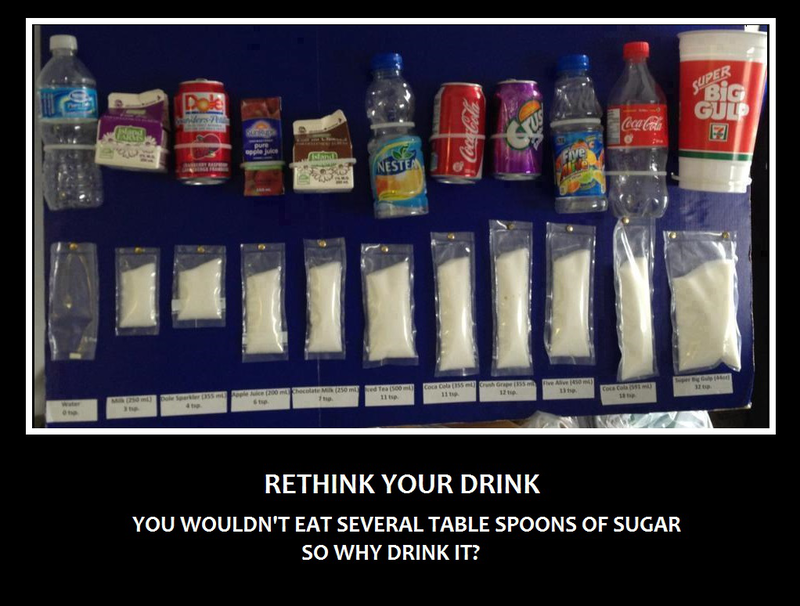 Dole
Sparkler
pure
apple juice
Island
NESTEA
Coca-Cola
Crush
Five
Alive
Coca-Cola
SUPER
BIG
GULP
7
ELEVEN
Water
0 tsp.
Milk (250 mL)
3 tsp.
Dole Sparkler (355 mL)
4 tsp.
Apple Juice (200 mL)
6 tsp.
Chocolate Milk (250 mL)
7 tsp.
Iced Tea (500 mL)
11 tsp.
Coca Cola (355 mL)
11 tsp.
Crush Grape (355 mL)
12 tsp.
Five Alive (450 mL)
13 tsp.
Coca Cola (591 mL)
18 tsp.
Super Big Gulp (44oz)
32 tsp.
RETHINK YOUR DRINK
YOU WOULDN'T EAT SEVERAL TABLE SPOONS OF SUGAR
SO WHY DRINK IT?